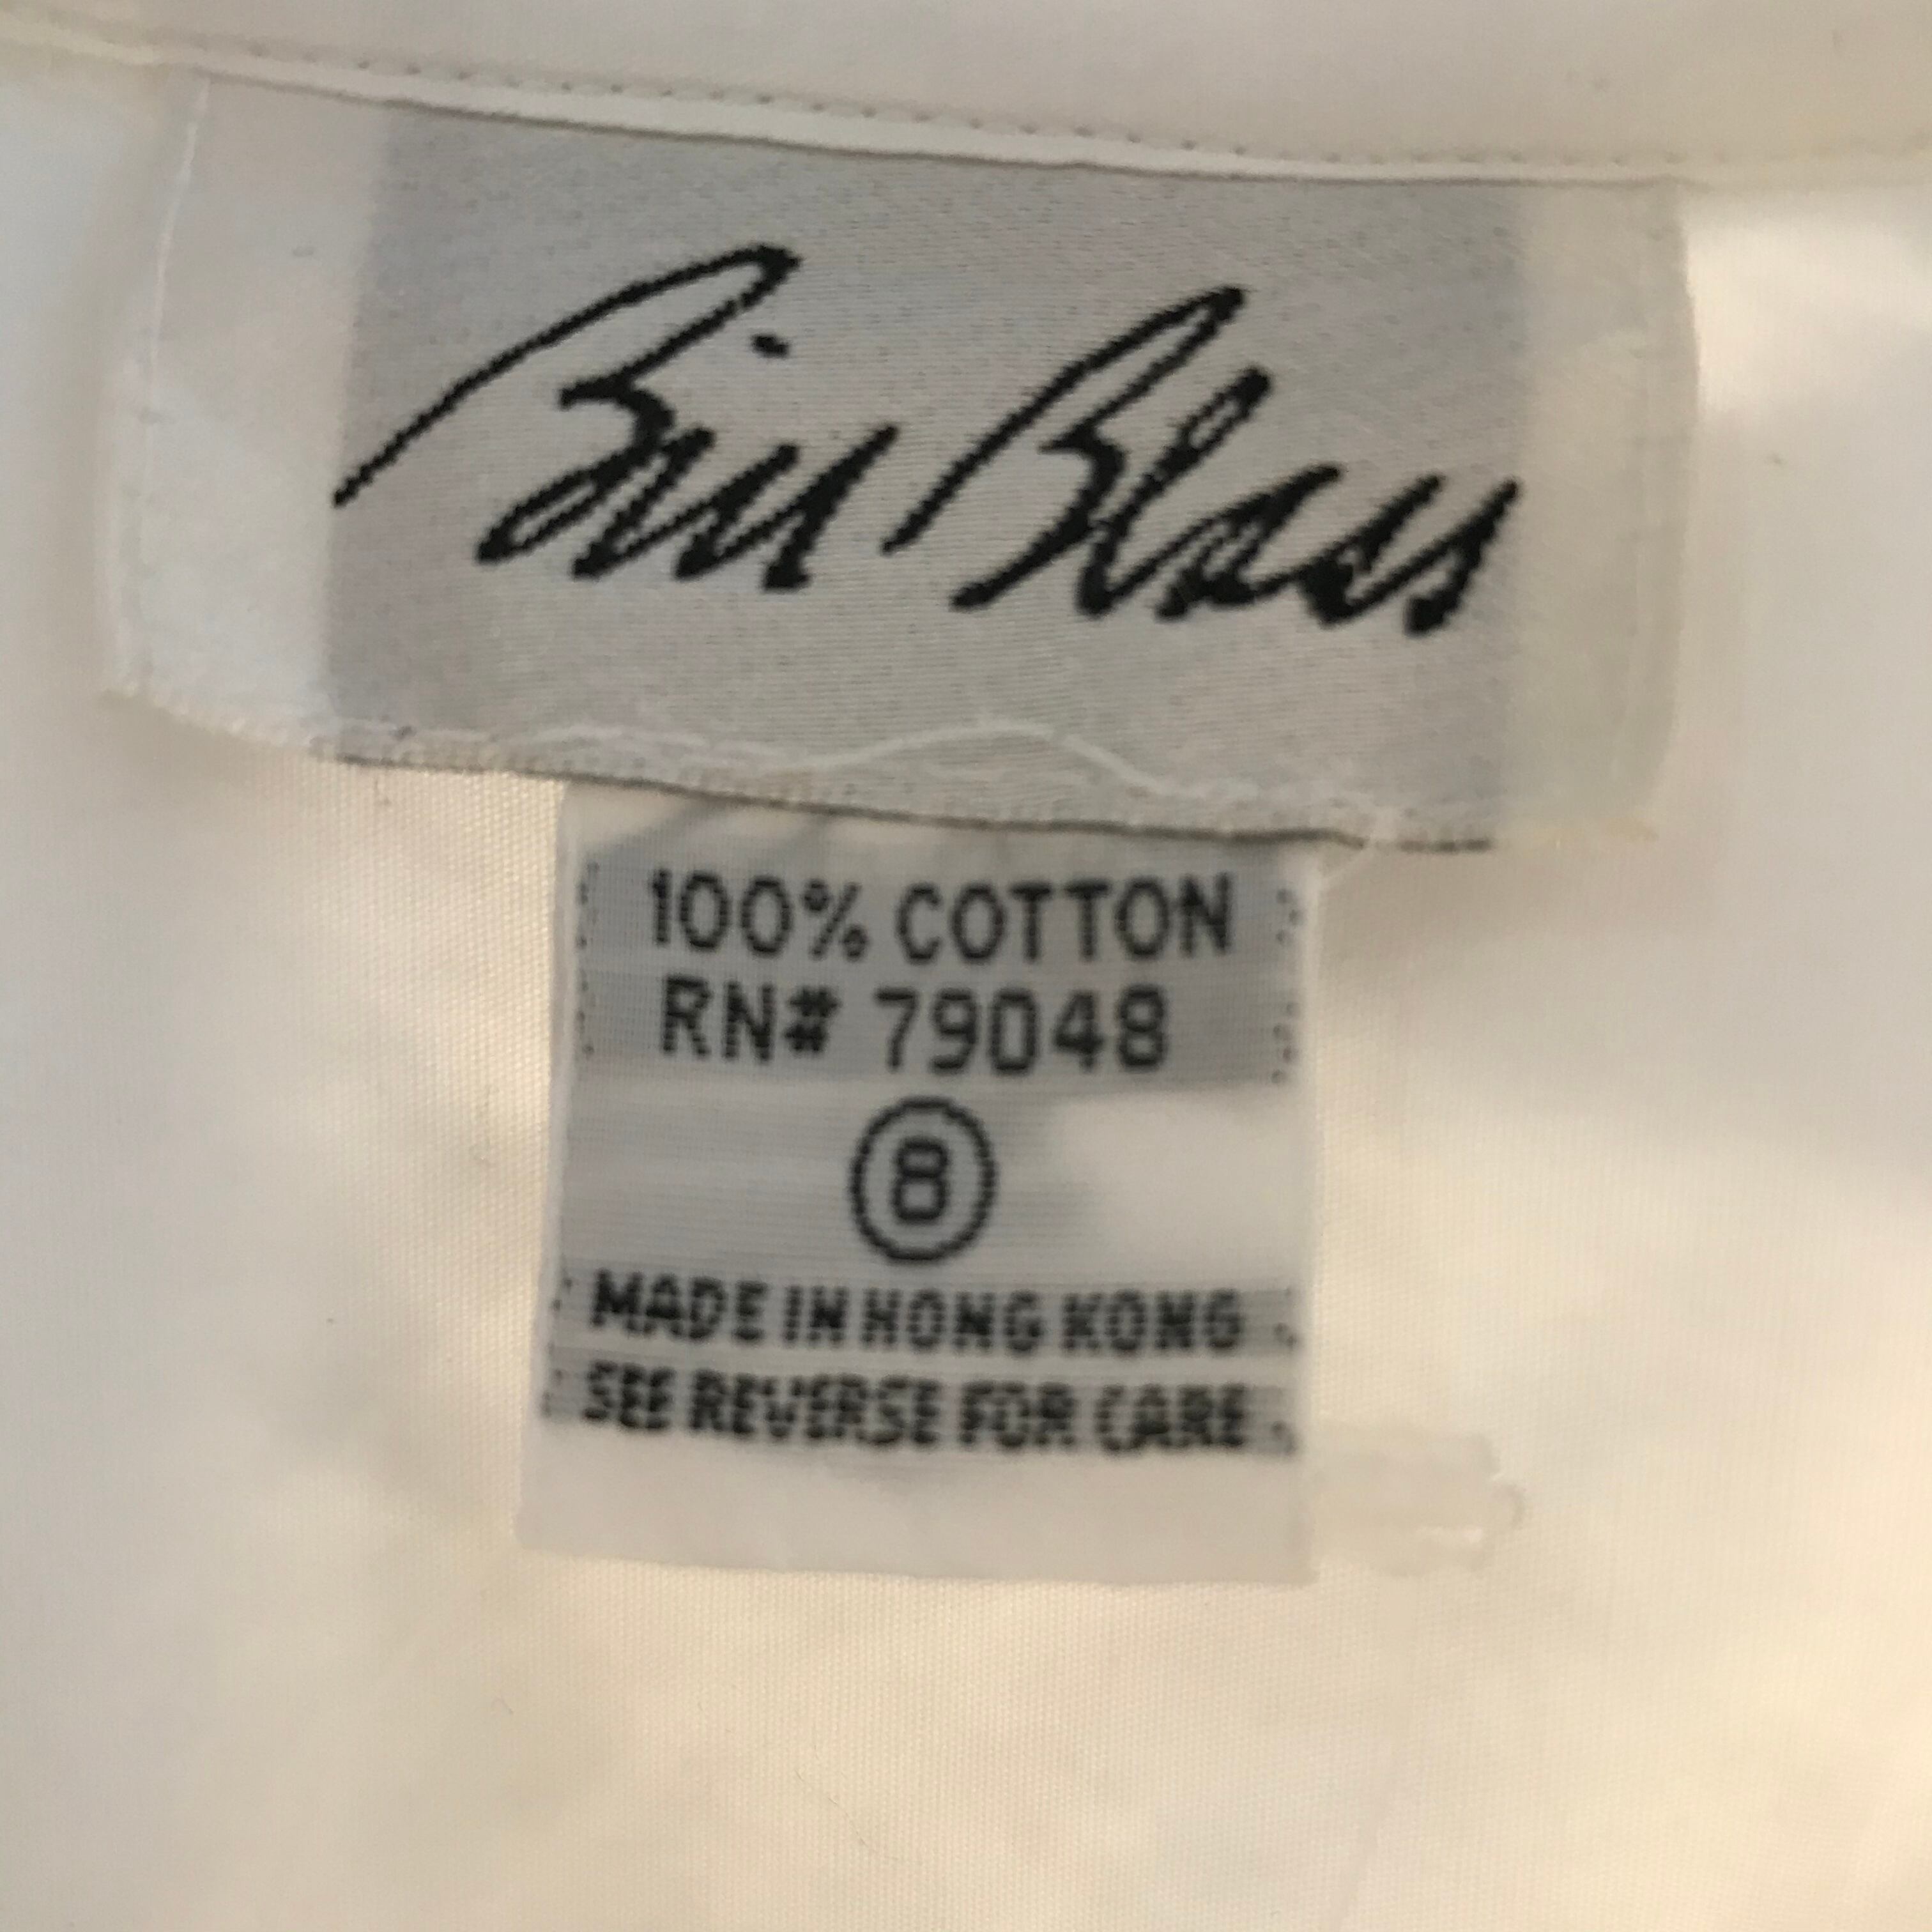 Bill Blass
100% COTTON
RN# 79048
8
MADE IN HONG KONG
SEE REVERSE FOR CARE